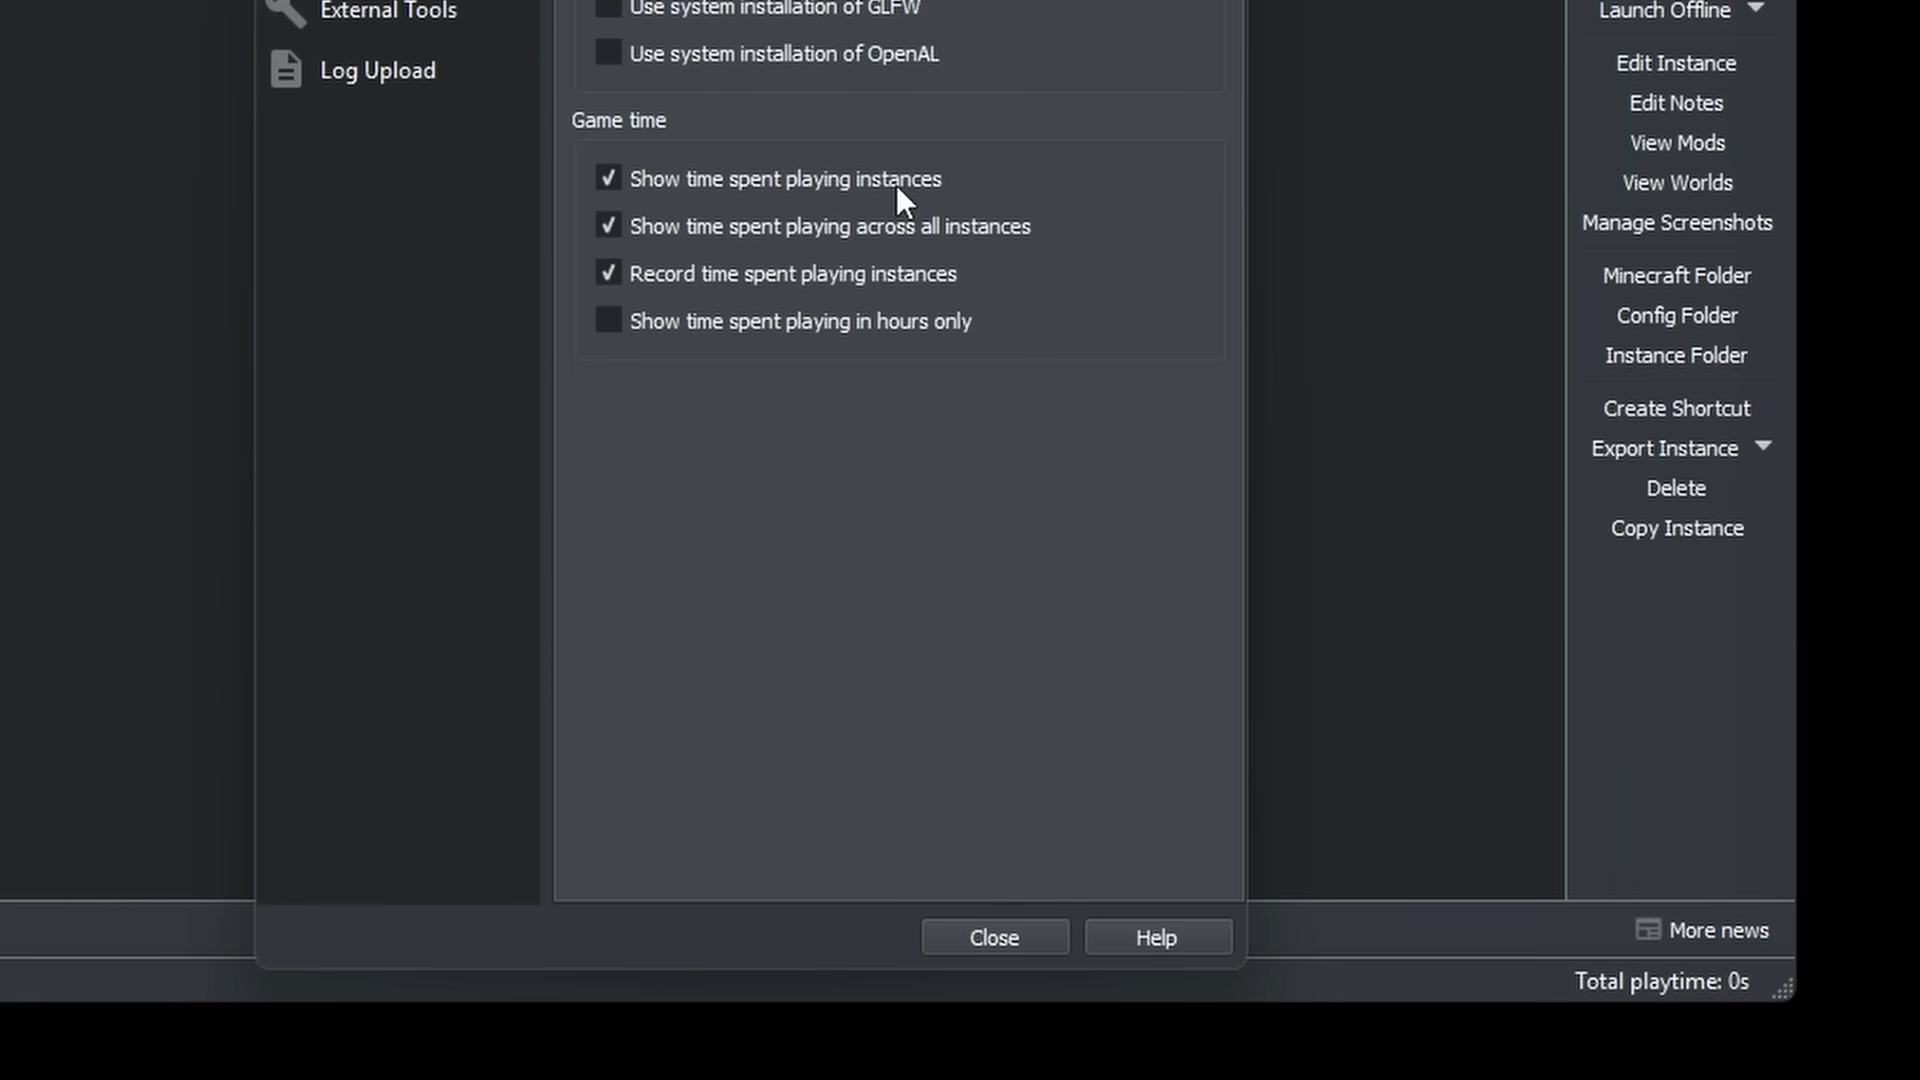 External Tools
Log Upload
Use system installation of GLFW
Use system installation of OpenAL
Game time
Show time spent playing instances
Show time spent playing across all instances
Record time spent playing instances
Show time spent playing in hours only
Close
Help
Launch Offline
Edit Instance
Edit Notes
View Mods
View Worlds
Manage Screenshots
Minecraft Folder
Config Folder
Instance Folder
Create Shortcut
Export Instance
Delete
Copy Instance
More news
Total playtime: 0s